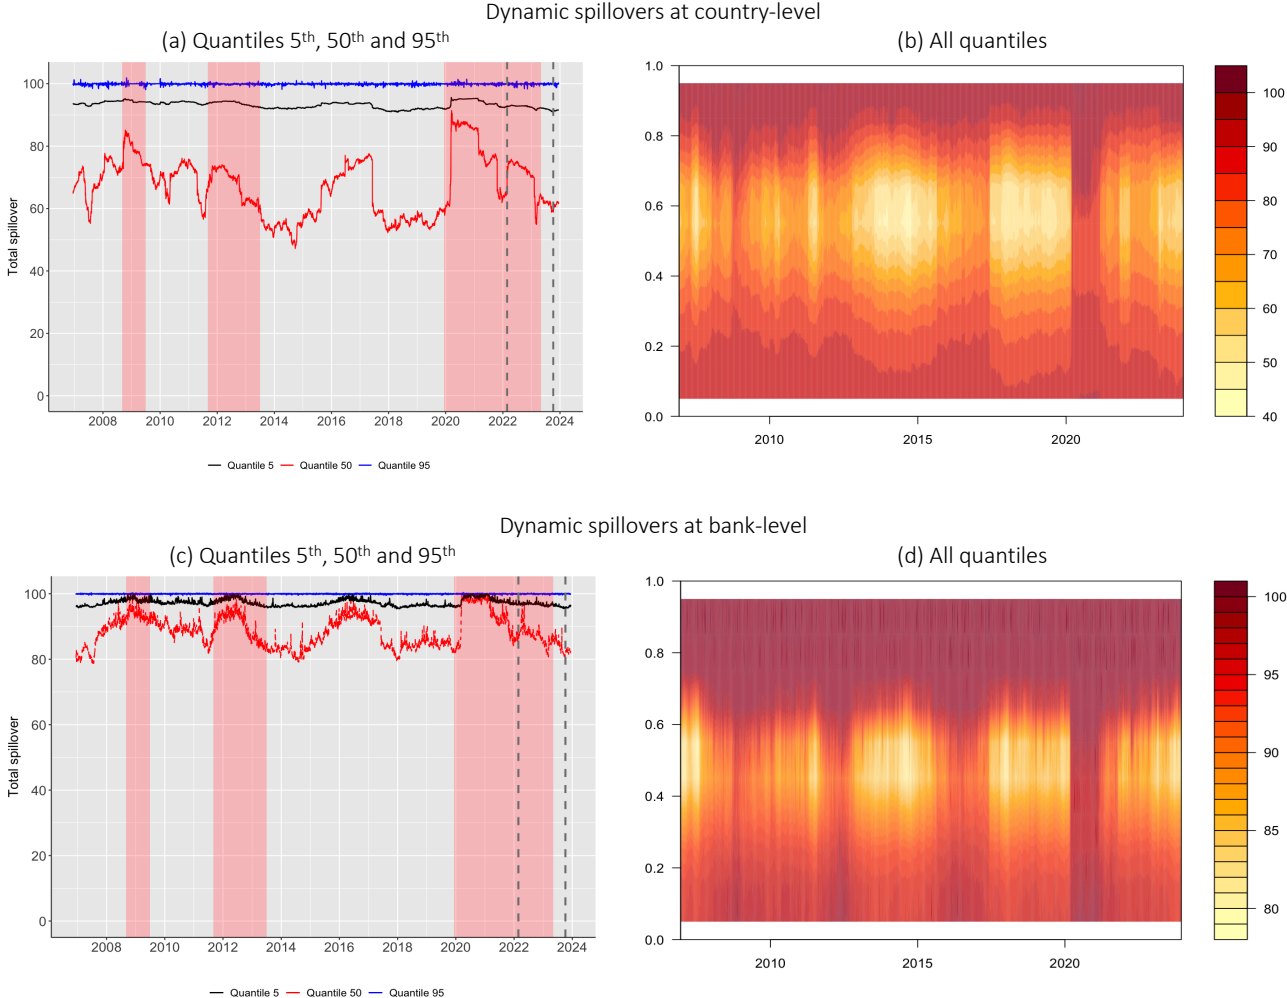 Dynamic spillovers at country-level
(a) Quantiles 5th, 50th and 95th
(b) All quantiles
Total spillover
100
80
60
40
20
0
2008 2010 2012 2014 2016 2018 2020 2022 2024
Quantile 5 Quantile 50 Quantile 95
1.0
0.8
0.6
0.4
0.2
0.0
2010 2015 2020
100
90
80
70
60
50
40
Dynamic spillovers at bank-level
(c) Quantiles 5th, 50th and 95th
(d) All quantiles
Total spillover
100
80
60
40
20
0
2008 2010 2012 2014 2016 2018 2020 2022 2024
Quantile 5 Quantile 50 Quantile 95
1.0
0.8
0.6
0.4
0.2
0.0
2010 2015 2020
100
95
90
85
80